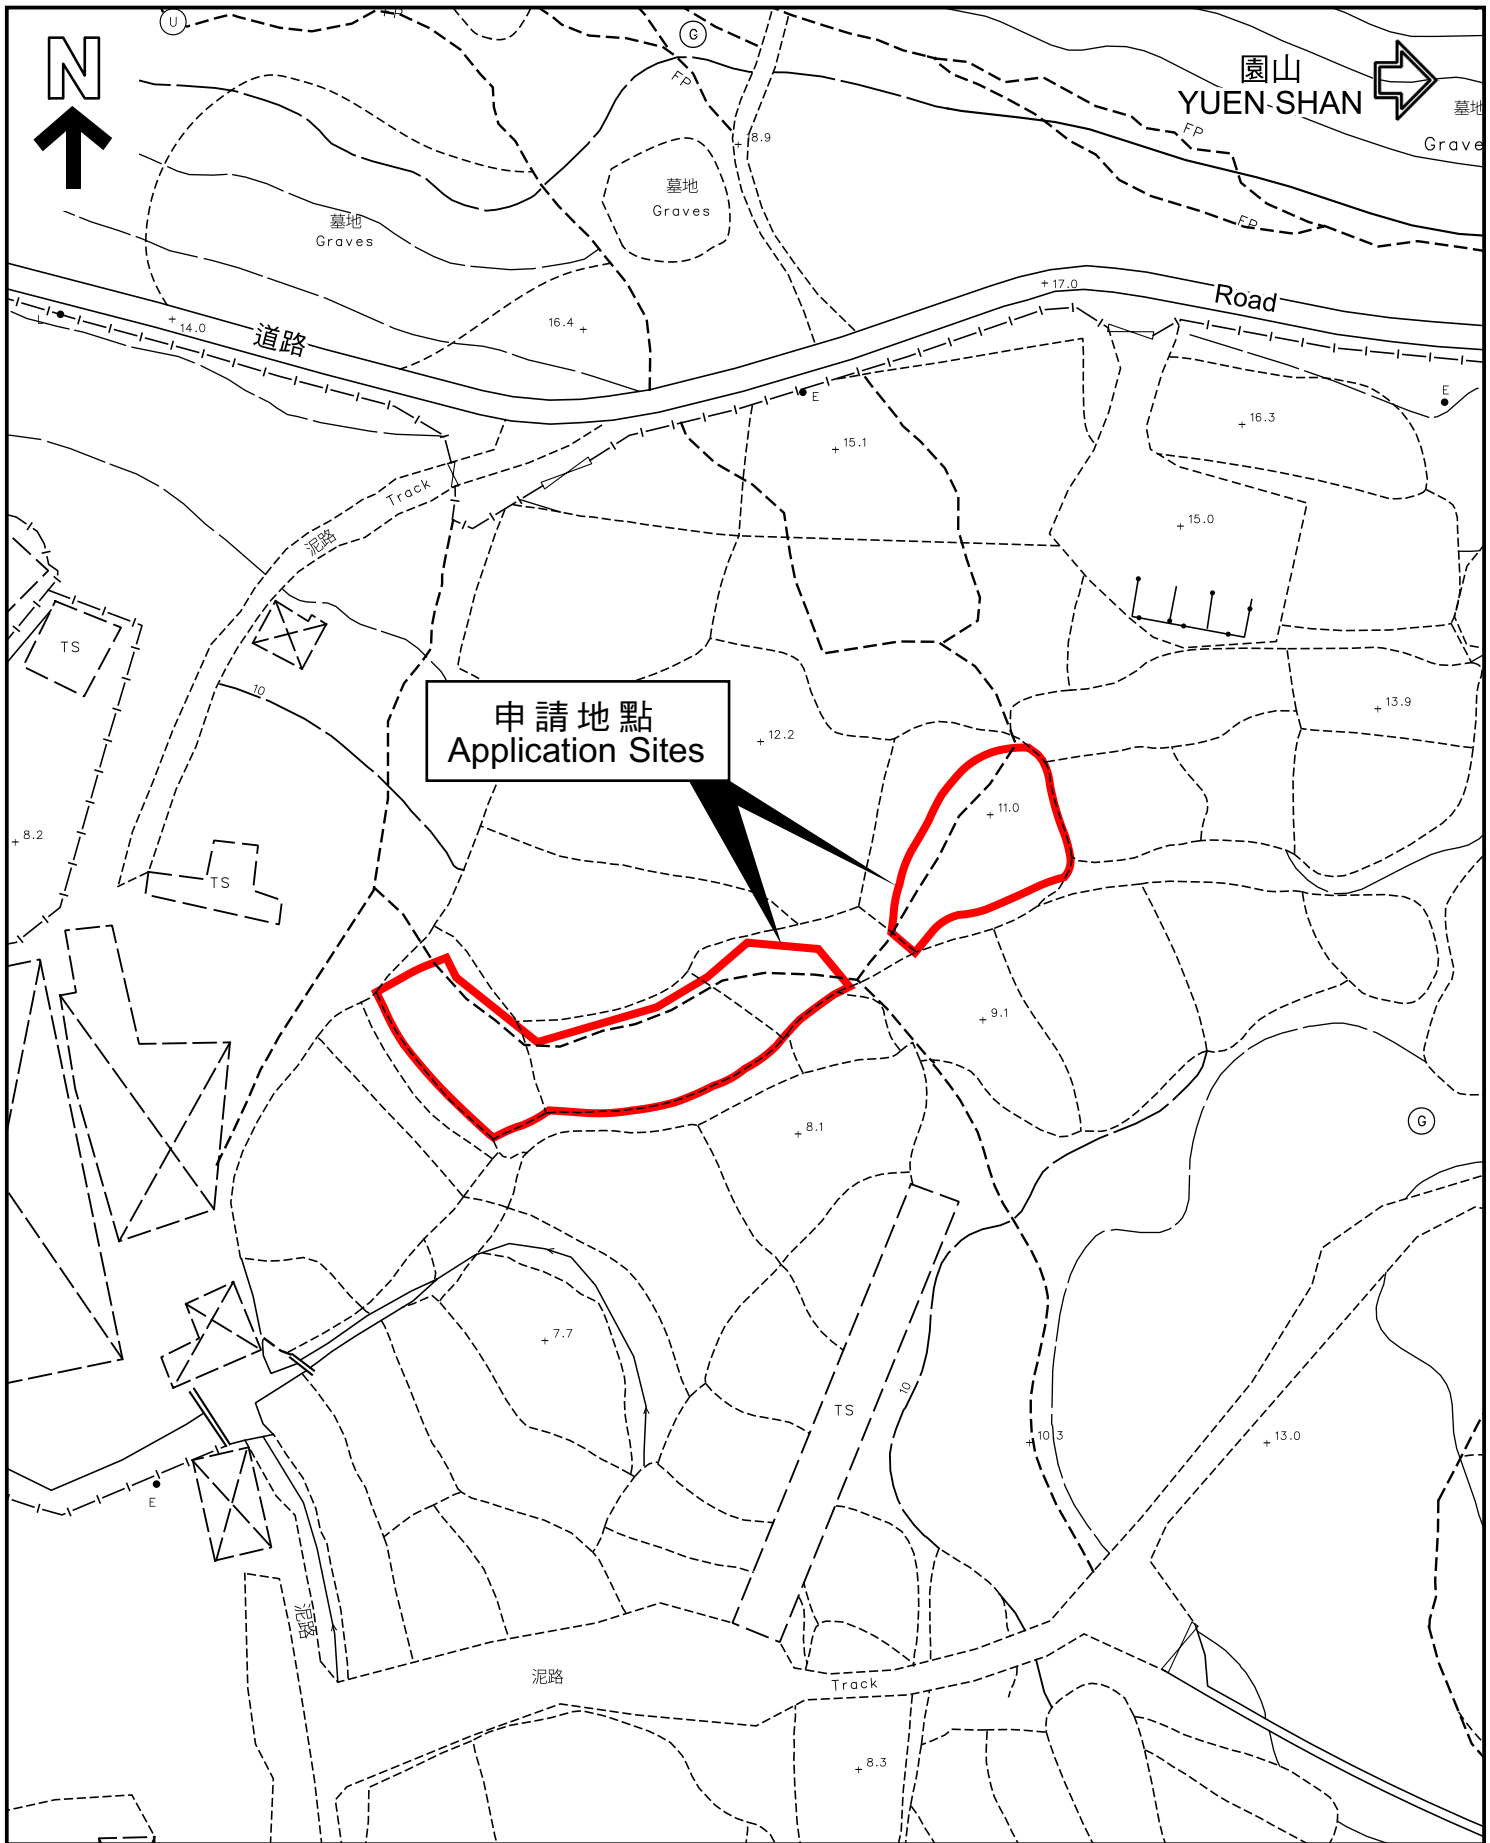 U
FP
G
N
園山
YUEN SHAN
墓地
Grave
FP
18.9
FP
墓地
Graves
墓地
Graves
FP
17.0
Road
L
14.0
道路
16.4
E
E
15.1
16.3
Track
泥路
15.0
TS
10
申請地點
Application Sites
12.2
13.9
11.0
8.2
TS
9.1
8.1
G
7.7
10
TS
10.3
13.0
E
泥路
泥路
Track
8.3